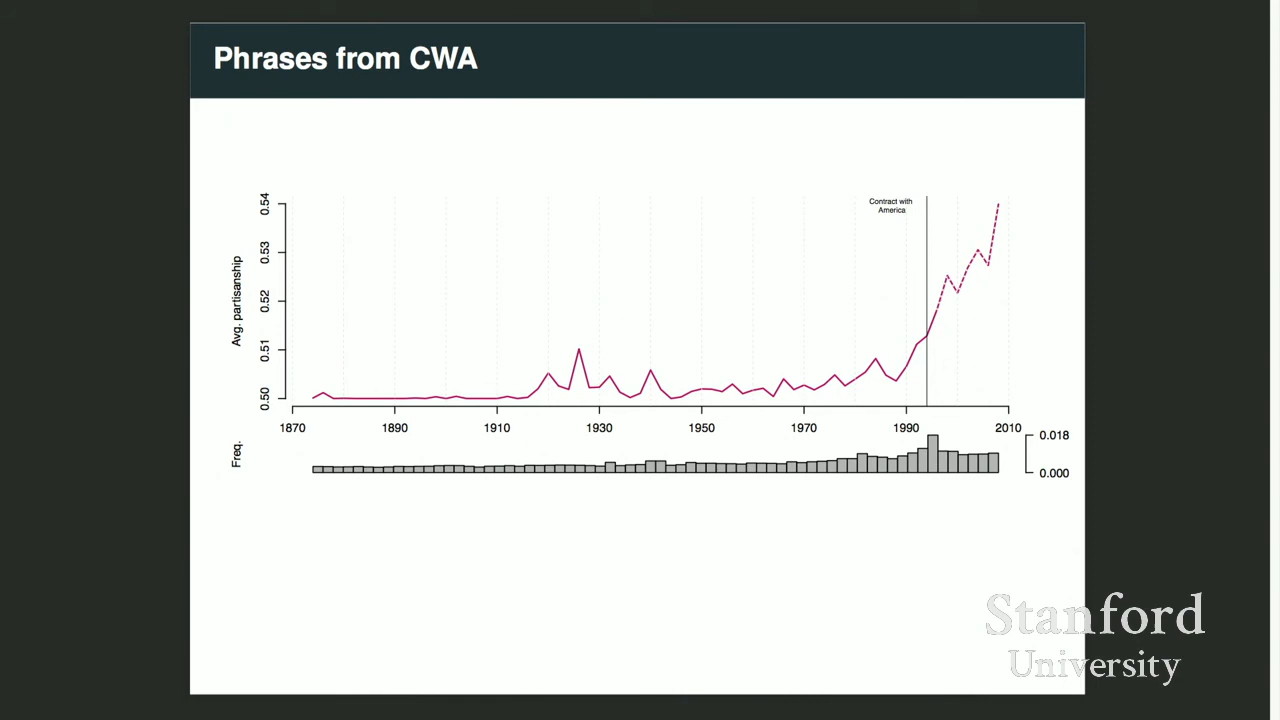 Phrases from CWA
Avg. partisanship
0.54
0.53
0.52
0.51
0.50
Contract with
America
1870 1890 1910 1930 1950 1970 1990 2010
Freq.
0.018
0.000
Stanford
University